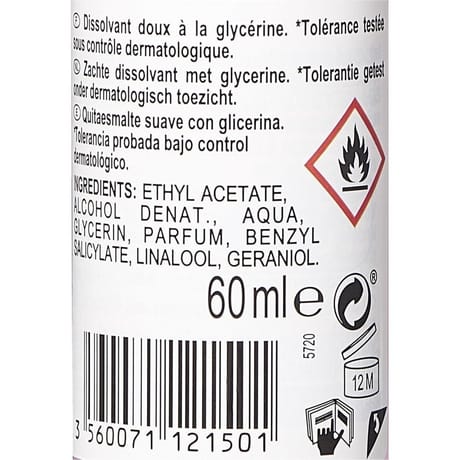 F Dissolvant doux à la glycérine. *Tolérance testée
sous contrôle dermatologique.
NL Zachte dissolvant met glycerine. *Tolerantie getest
onder dermatologisch toezicht.
E Quitaesmalte suave con glicerina.
*Tolerancia probada bajo control
dermatológico.
INGREDIENTS: ETHYL ACETATE,
ALCOHOL DENAT., AQUA,
GLYCERIN, PARFUM, BENZYL
SALICYLATE, LINALOOL, GERANIOL.
60 ml e ®
5720
12 M
3 560071 121501